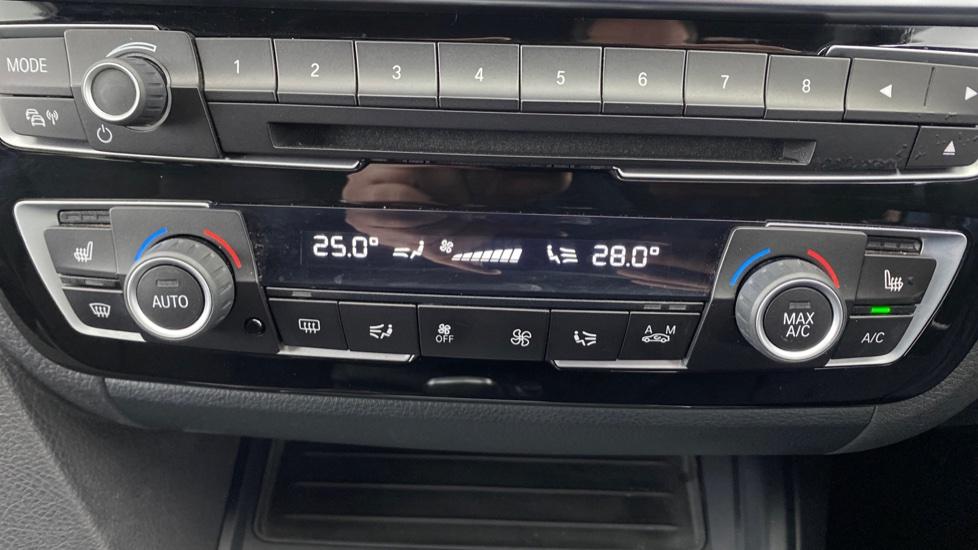 MODE 1 2 3 4 5 6 7 8
25.0° 28.0°
AUTO MAX A/C
OFF A M A/C